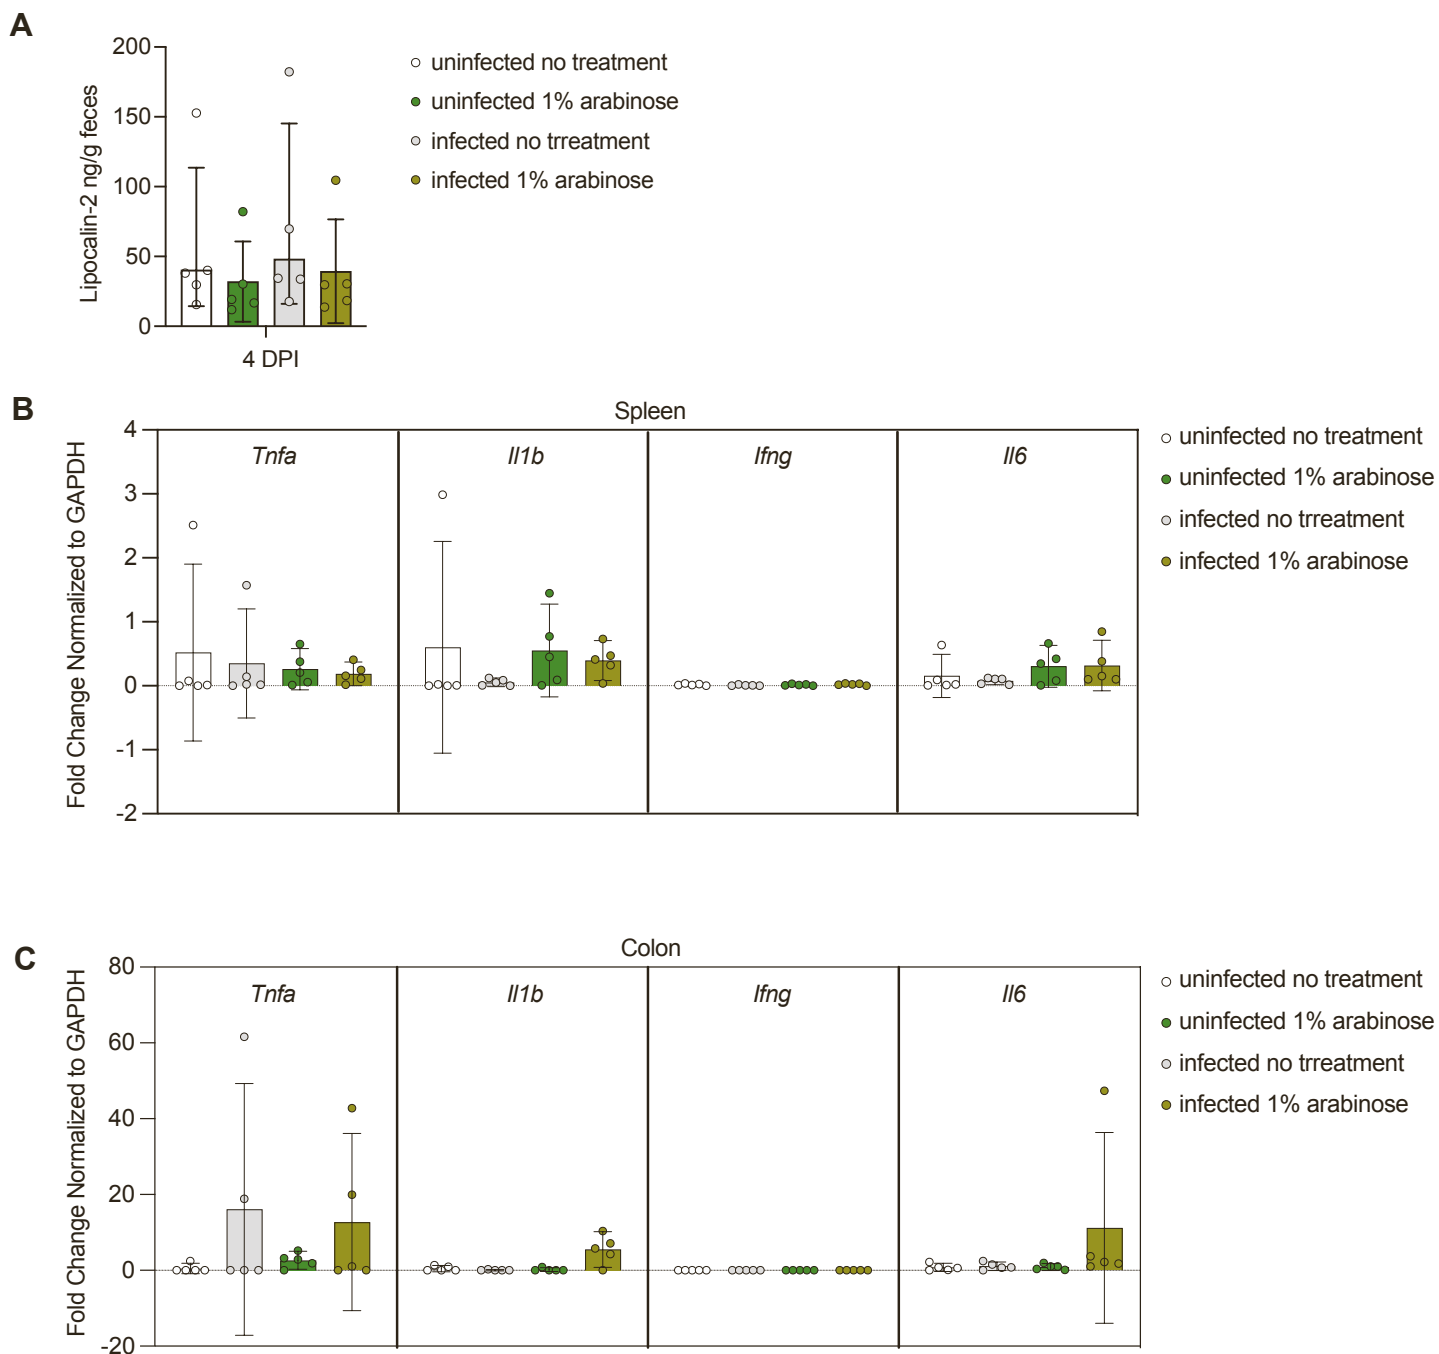 A
200
150
100
50
0
Lipocalin-2 ng/g feces
4 DPI
uninfected no treatment
uninfected 1% arabinose
infected no trreatment
infected 1% arabinose
B
Spleen
Fold Change Normalized to GAPDH
4
3
2
1
0
-1
-2
Tnfa
Il1b
Ifng
Il6
uninfected no treatment
uninfected 1% arabinose
infected no trreatment
infected 1% arabinose
C
Colon
Fold Change Normalized to GAPDH
80
60
40
20
0
-20
Tnfa
Il1b
Ifng
Il6
uninfected no treatment
uninfected 1% arabinose
infected no trreatment
infected 1% arabinose